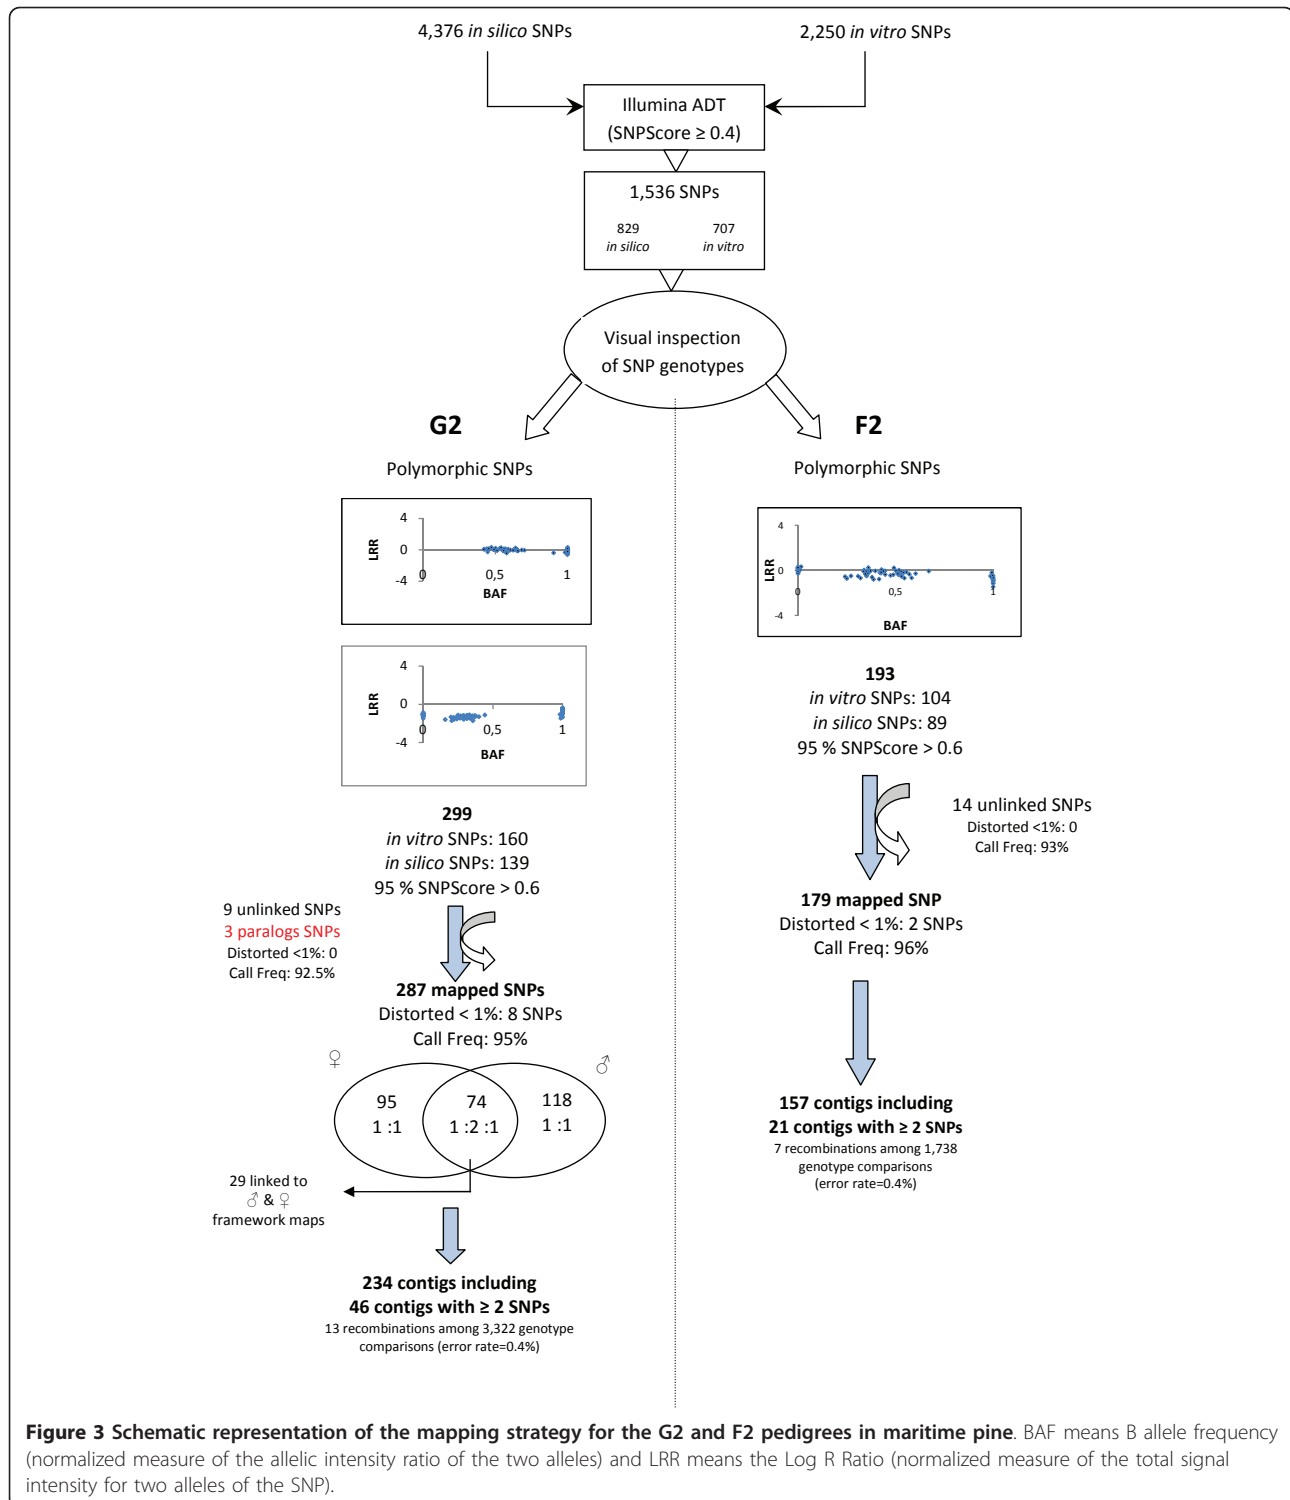 4,376 in silico SNPs
2,250 in vitro SNPs
Illumina ADT
(SNPScore ≥ 0.4)
1,536 SNPs
829
in silico
707
in vitro
Visual inspection
of SNP genotypes
G2
Polymorphic SNPs
4
0
-4
LRR
0
0,5
1
BAF
4
0
-4
LRR
0
0,5
1
BAF
299
in vitro SNPs: 160
in silico SNPs: 139
95 % SNPScore > 0.6
9 unlinked SNPs
3 paralogs SNPs
Distorted <1%: 0
Call Freq: 92.5%
287 mapped SNPs
Distorted < 1%: 8 SNPs
Call Freq: 95%
♀
♂
95
1 :1
74
1 :2 :1
118
1 :1
29 linked to
♂ & ♀
framework maps
234 contigs including
46 contigs with ≥ 2 SNPs
13 recombinations among 3,322 genotype
comparisons (error rate=0.4%)
F2
Polymorphic SNPs
4
0
-4
LRR
0
0,5
1
BAF
193
in vitro SNPs: 104
in silico SNPs: 89
95 % SNPScore > 0.6
14 unlinked SNPs
Distorted <1%: 0
Call Freq: 93%
179 mapped SNP
Distorted < 1%: 2 SNPs
Call Freq: 96%
157 contigs including
21 contigs with ≥ 2 SNPs
7 recombinations among 1,738
genotype comparisons
(error rate=0.4%)
Figure 3 Schematic representation of the mapping strategy for the G2 and F2 pedigrees in maritime pine. BAF means B allele frequency
(normalized measure of the allelic intensity ratio of the two alleles) and LRR means the Log R Ratio (normalized measure of the total signal
intensity for two alleles of the SNP).